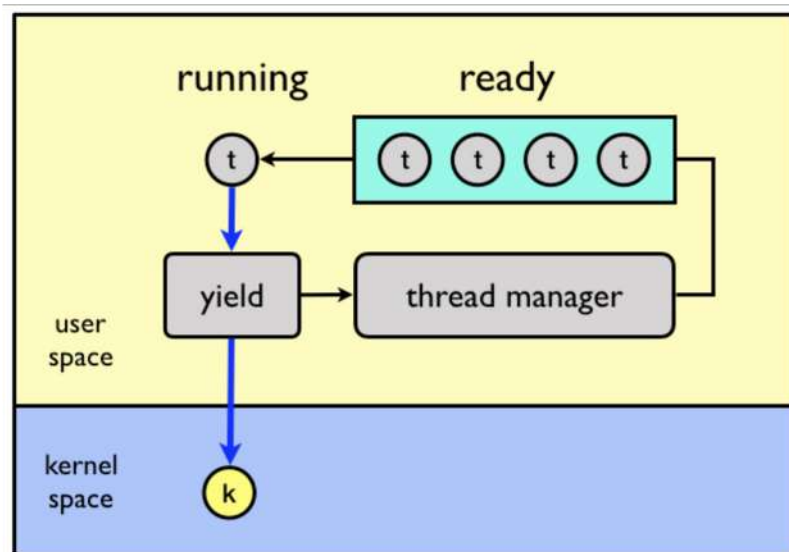 running
ready
t
t
t
t
t
yield
thread manager
user
space
kernel
space
k